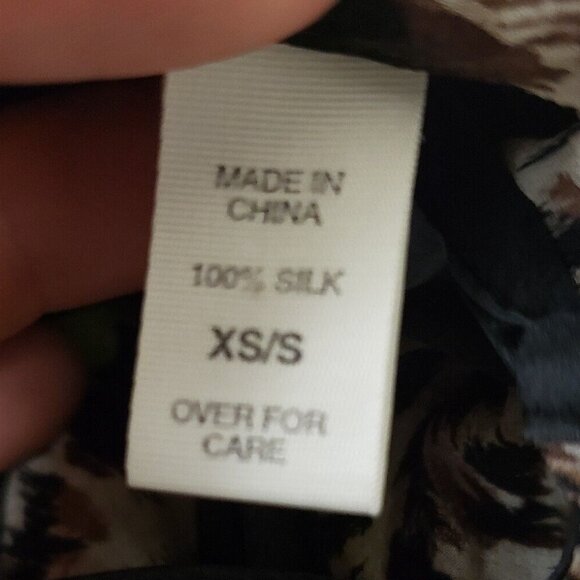 MADE IN
CHINA
100% SILK
XS/S
OVER FOR
CARE